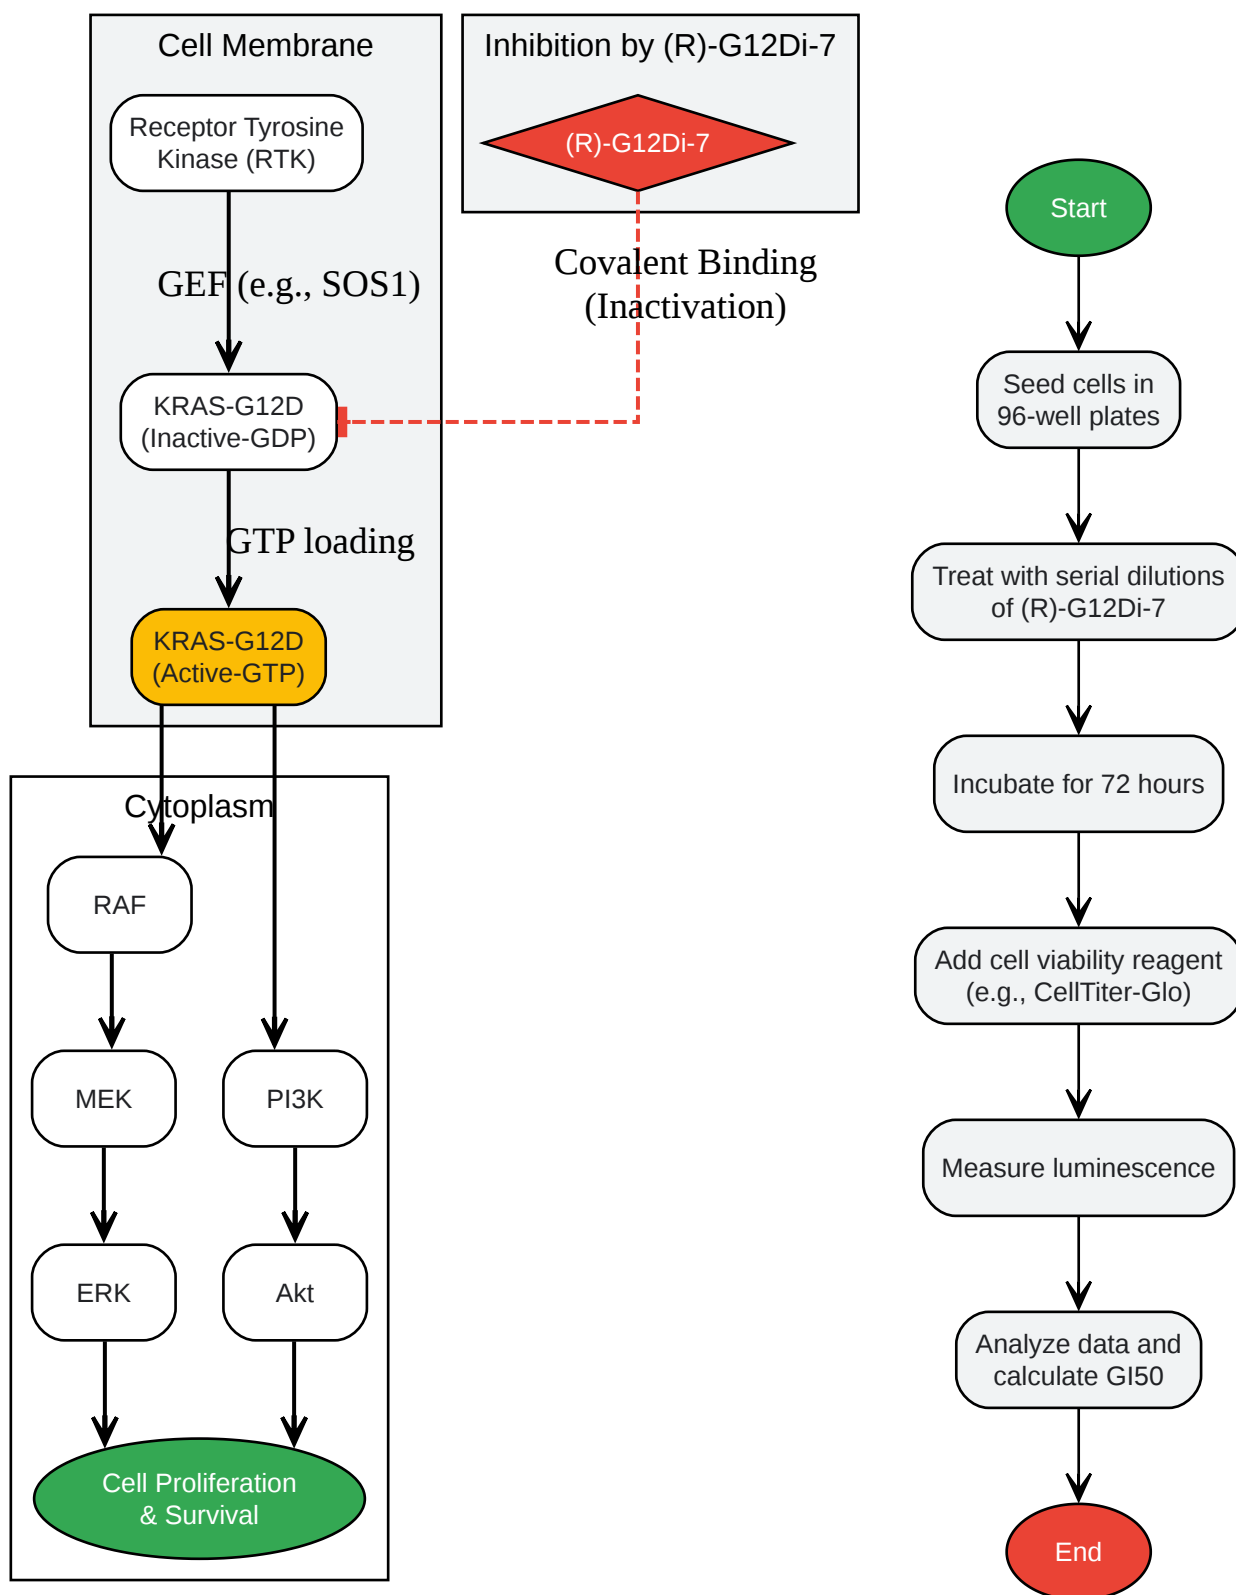 Cell Membrane
Receptor Tyrosine
Kinase (RTK)
GEF (e.g., SOS1)
KRAS-G12D
(Inactive-GDP)
GTP loading
KRAS-G12D
(Active-GTP)
Inhibition by (R)-G12Di-7
(R)-G12Di-7
Covalent Binding
(Inactivation)
Cytoplasm
RAF
MEK
PI3K
ERK
Akt
Cell Proliferation
& Survival
Start
Seed cells in
96-well plates
Treat with serial dilutions
of (R)-G12Di-7
Incubate for 72 hours
Add cell viability reagent
(e.g., CellTiter-Glo)
Measure luminescence
Analyze data and
calculate GI50
End